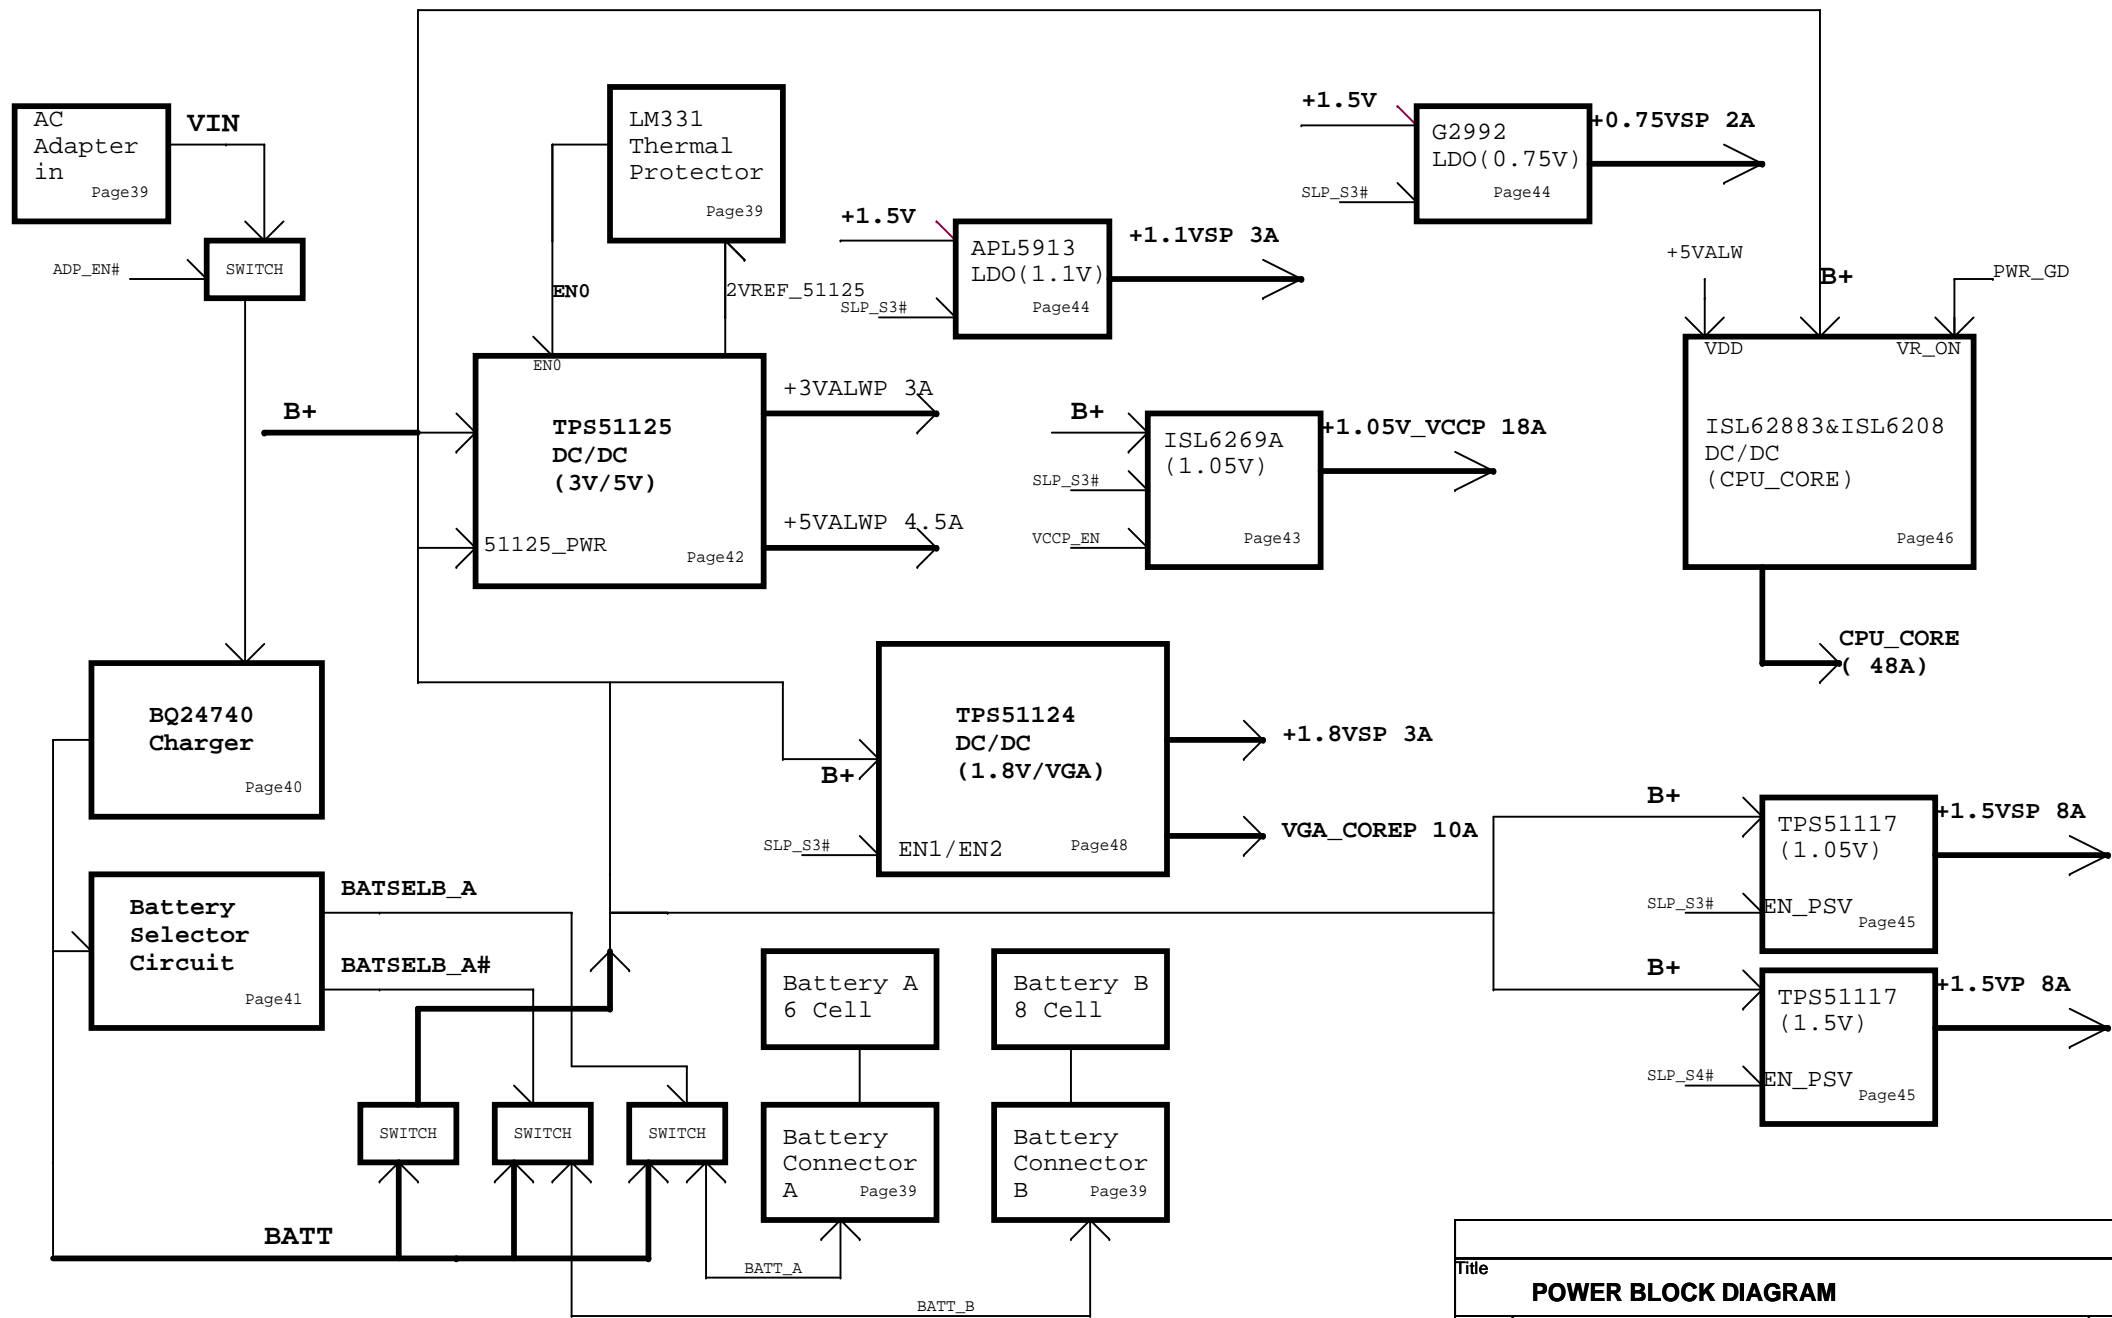 AC
Adapter
in
Page39
VIN
ADP_EN#
SWITCH
LM331
Thermal
Protector
Page39
EN0
2VREF_51125
+1.5V
G2992
LDO(0.75V)
Page44
+0.75VSP 2A
SLP_S3#
+1.5V
APL5913
LDO(1.1V)
Page44
+1.1VSP 3A
SLP_S3#
+5VALW
B+
PWR_GD
VDD
VR_ON
ISL62883&ISL6208
DC/DC
(CPU_CORE)
Page46
CPU_CORE
( 48A)
B+
EN0
TPS51125
DC/DC
(3V/5V)
51125_PWR
Page42
+3VALWP 3A
+5VALWP 4.5A
B+
ISL6269A
(1.05V)
Page43
+1.05V_VCCP 18A
SLP_S3#
VCCP_EN
BQ24740
Charger
Page40
TPS51124
DC/DC
(1.8V/VGA)
B+
SLP_S3#
EN1/EN2
Page48
+1.8VSP 3A
VGA_COREP 10A
B+
TPS51117
(1.05V)
+1.5VSP 8A
SLP_S3#
EN_PSV
Page45
B+
TPS51117
(1.5V)
+1.5VP 8A
SLP_S4#
EN_PSV
Page45
Battery
Selector
Circuit
Page41
BATSELB_A
BATSELB_A#
Battery A
6 Cell
Battery B
8 Cell
SWITCH
SWITCH
SWITCH
Battery
Connector
A
Page39
Battery
Connector
B
Page39
BATT
BATT_A
BATT_B
Title
POWER BLOCK DIAGRAM